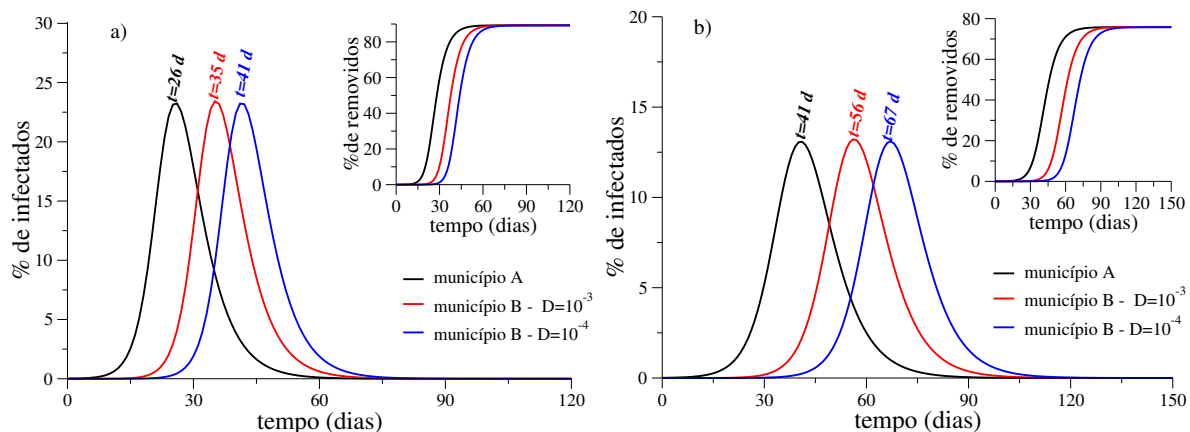 a)
% de infectados
30
25
20
15
10
5
0
t=26 d
t=35 d
t=41 d
0 30 60 90 120
tempo (dias)
%de removidos
80
60
40
20
0
0 30 60 90 120
tempo (dias)
município A
município B - D=10⁻³
município B - D=10⁻⁴
b)
% de infectados
20
15
10
5
0
t=41 d
t=56 d
t=67 d
0 30 60 90 120 150
tempo (dias)
% de removidos
80
60
40
20
0
0 30 60 90 120 150
tempo (dias)
município A
município B - D=10⁻³
município B - D=10⁻⁴